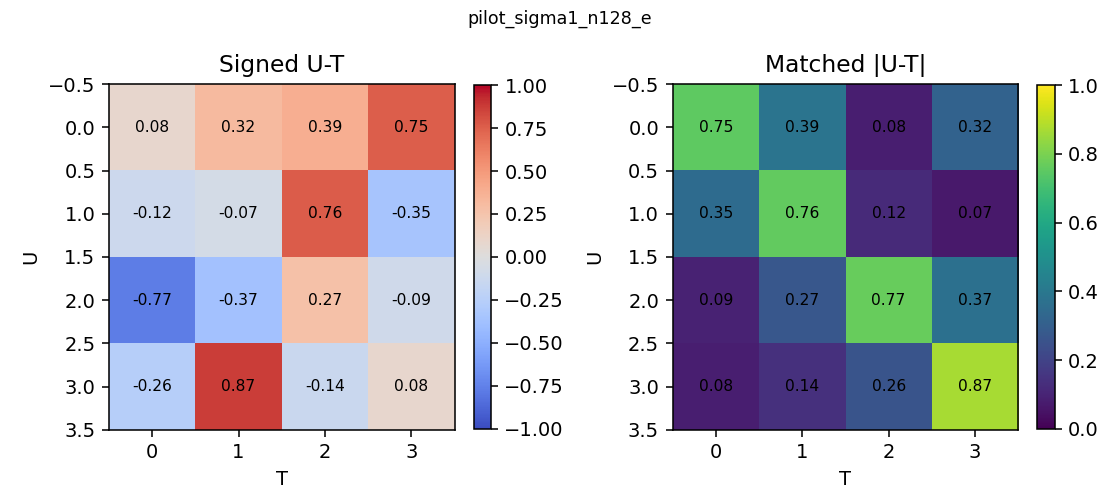 pilot_sigma1_n128_e
Signed U-T
−0.5
0.0
0.5
1.0
1.5
2.0
2.5
3.0
3.5
U
0.08 0.32 0.39 0.75
-0.12 -0.07 0.76 -0.35
-0.77 -0.37 0.27 -0.09
-0.26 0.87 -0.14 0.08
0 1 2 3
T
1.00
0.75
0.50
0.25
0.00
−0.25
−0.50
−0.75
−1.00
Matched |U-T|
−0.5
0.0
0.5
1.0
1.5
2.0
2.5
3.0
3.5
U
0.75 0.39 0.08 0.32
0.35 0.76 0.12 0.07
0.09 0.27 0.77 0.37
0.08 0.14 0.26 0.87
0 1 2 3
T
1.0
0.8
0.6
0.4
0.2
0.0